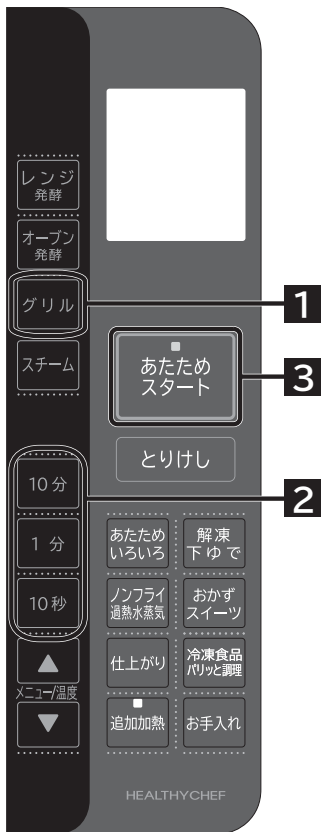 レンジ
発酵
オーブン
発酵
グリル
1
スチーム
あたため
スタート
3
とりけし
10分
2
1分
10秒
▲
メニュー/温度
▼
あたため
いろいろ
解凍
下ゆで
ノンフライ
過熱水蒸気
おかず
スイーツ
仕上がり
冷凍食品
パリッと調理
追加加熱
お手入れ
HEALTHYCHEF